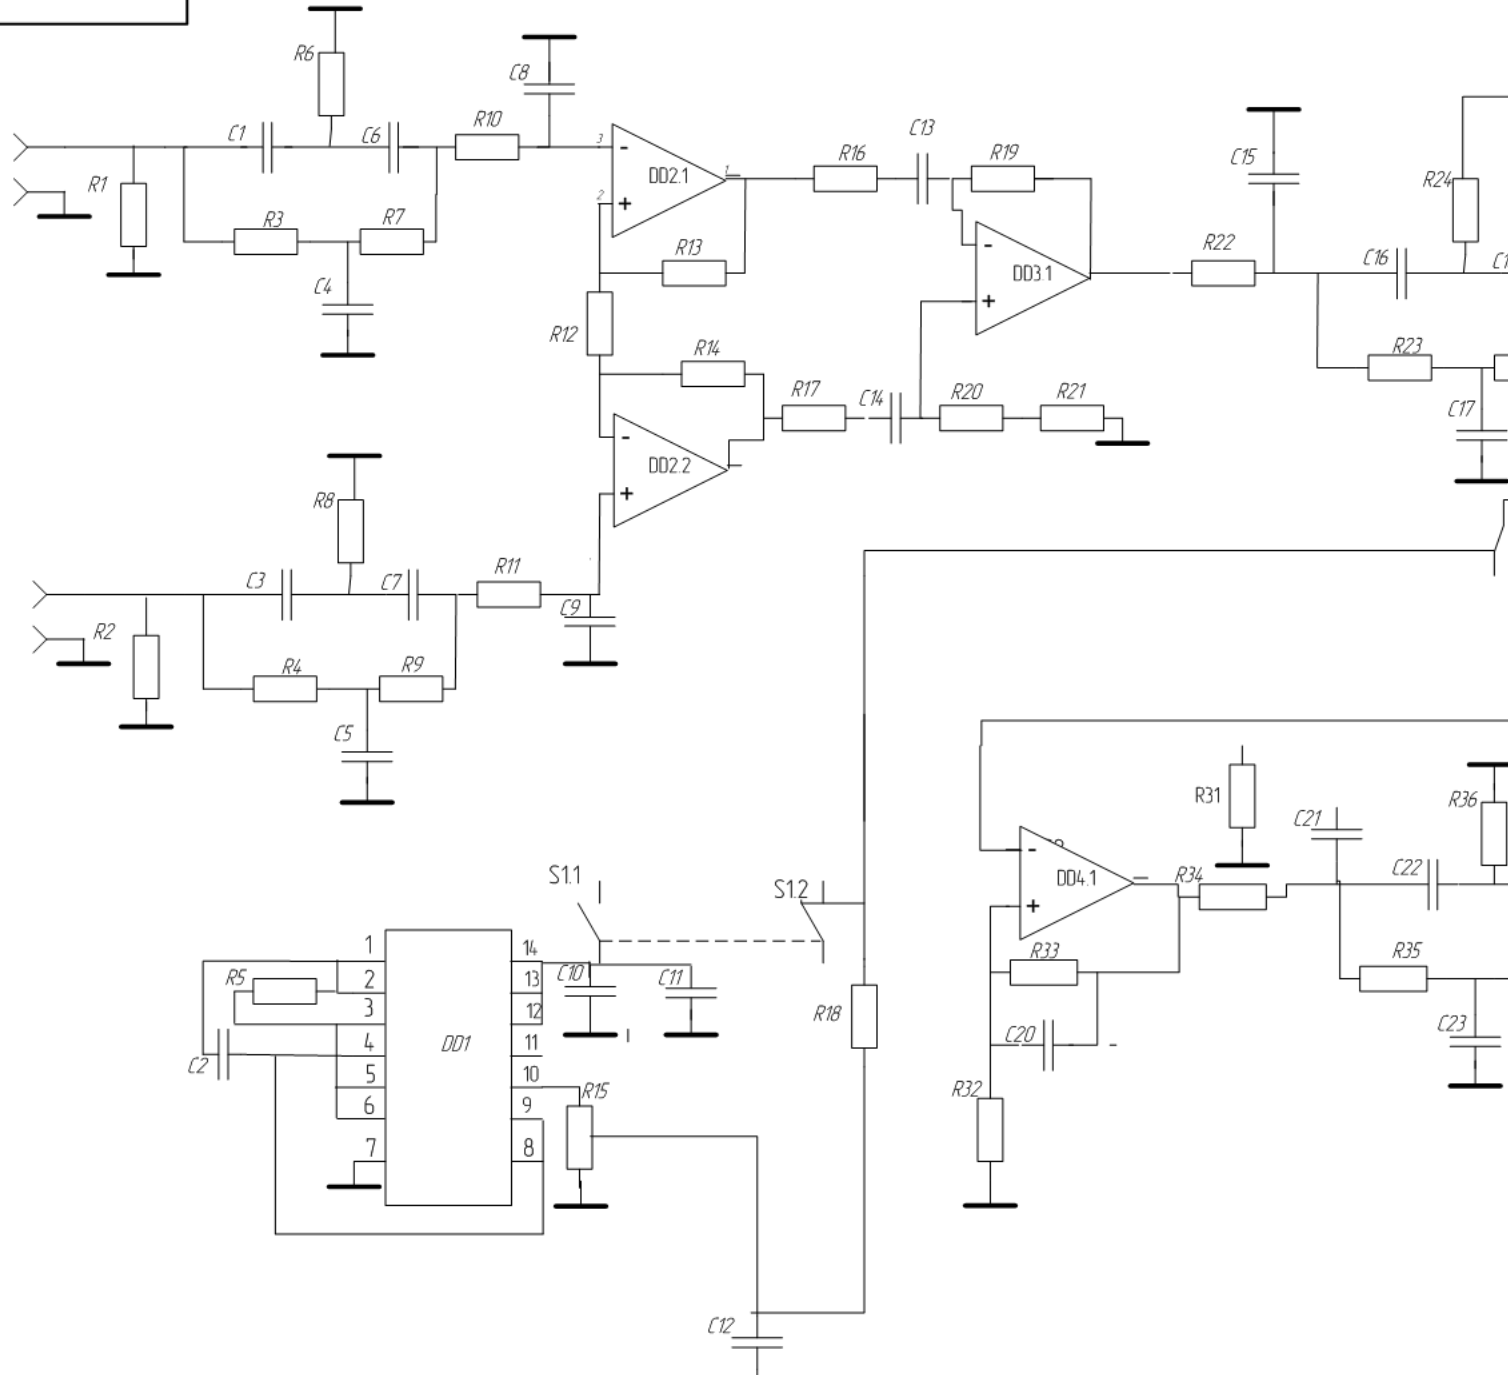 R6
C8
C1
C6
R10
3
-
DD2.1
1
2
+
R1
R3
R7
C4
R13
R12
R16
C13
R19
-
DD3.1
+
C15
R22
R24
C16
C1
R23
C17
R14
R17
C14
R20
R21
-
DD2.2
+
R8
C3
C7
R11
C9
R2
R4
R9
C5
R31
R36
C21
-
DD4.1
+
R34
C22
R33
R35
C20
C23
R32
S1.1
S1.2
1
14
C10
C11
R5
2
13
3
12
R18
4
DD1
11
C2
5
10
R15
6
9
7
8
C12